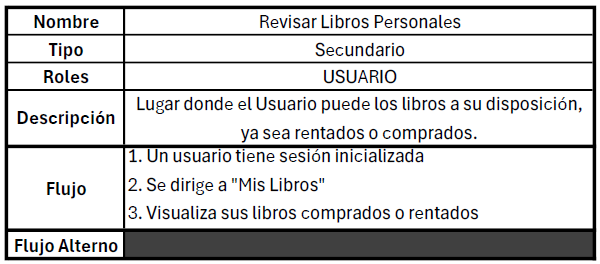 Nombre Revisar Libros Personales
Tipo Secundario
Roles USUARIO
Descripción Lugar donde el Usuario puede los libros a su disposición,
ya sea rentados o comprados.
Flujo
1. Un usuario tiene sesión inicializada
2. Se dirige a "Mis Libros"
3. Visualiza sus libros comprados o rentados
Flujo Alterno